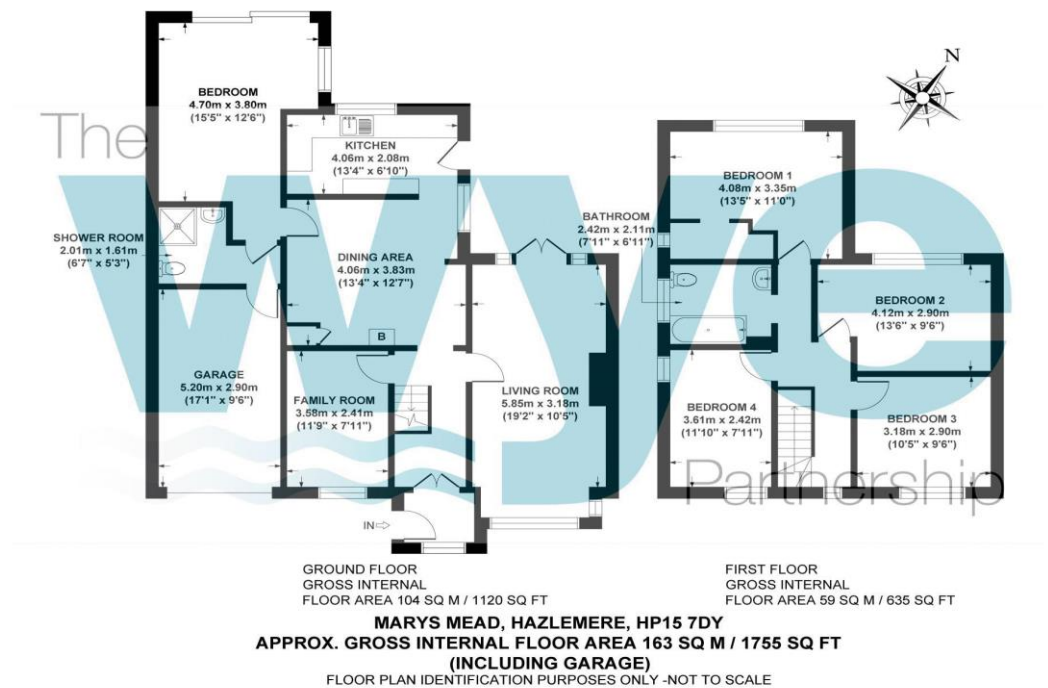 N
The
wye
Partnership
BEDROOM
4.70m x 3.80m
(15'5" x 12'6")
KITCHEN
4.06m x 2.08m
(13'4" x 6'10")
SHOWER ROOM
2.01m x 1.61m
(6'7" x 5'3")
DINING AREA
4.06m x 3.83m
(13'4" x 12'7")
B
GARAGE
5.20m x 2.90m
(17'1" x 9'6")
FAMILY ROOM
3.58m x 2.41m
(11'9" x 7'11")
LIVING ROOM
5.85m x 3.18m
(19'2" x 10'5")
IN
BEDROOM 1
4.08m x 3.35m
(13'5" x 11'0")
BATHROOM
2.42m x 2.11m
(7'11" x 6'11")
BEDROOM 2
4.12m x 2.90m
(13'6" x 9'6")
BEDROOM 4
3.61m x 2.42m
(11'10" x 7'11")
BEDROOM 3
3.18m x 2.90m
(10'5" x 9'6")
GROUND FLOOR
GROSS INTERNAL
FLOOR AREA 104 SQ M / 1120 SQ FT
FIRST FLOOR
GROSS INTERNAL
FLOOR AREA 59 SQ M / 635 SQ FT
MARYS MEAD, HAZLEMERE, HP15 7DY
APPROX. GROSS INTERNAL FLOOR AREA 163 SQ M / 1755 SQ FT
(INCLUDING GARAGE)
FLOOR PLAN IDENTIFICATION PURPOSES ONLY -NOT TO SCALE